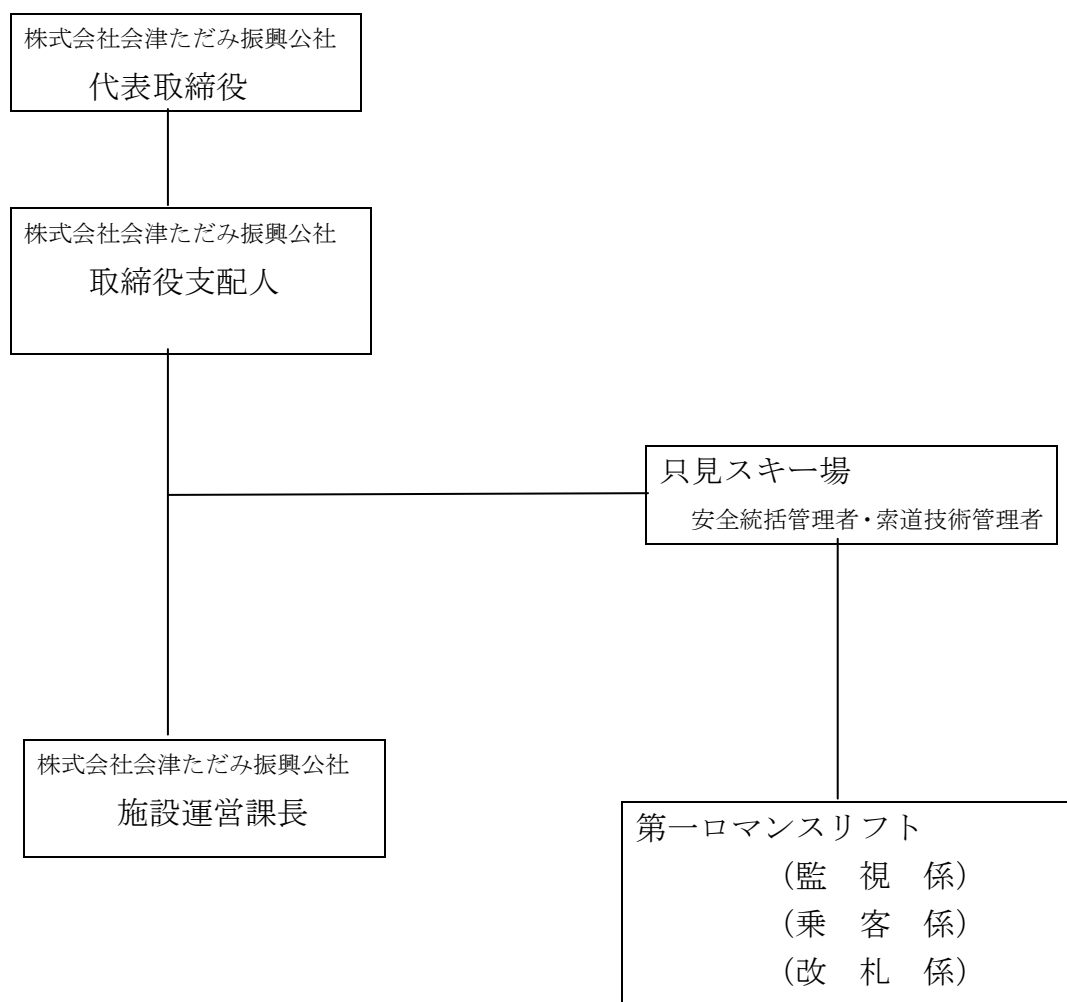 株式会社会津ただみ振興公社
代表取締役
株式会社会津ただみ振興公社
取締役支配人
只見スキー場
安全統括管理者・索道技術管理者
株式会社会津ただみ振興公社
施設運営課長
第一ロマンスリフト
（監　視　係）
（乗　客　係）
（改　札　係）